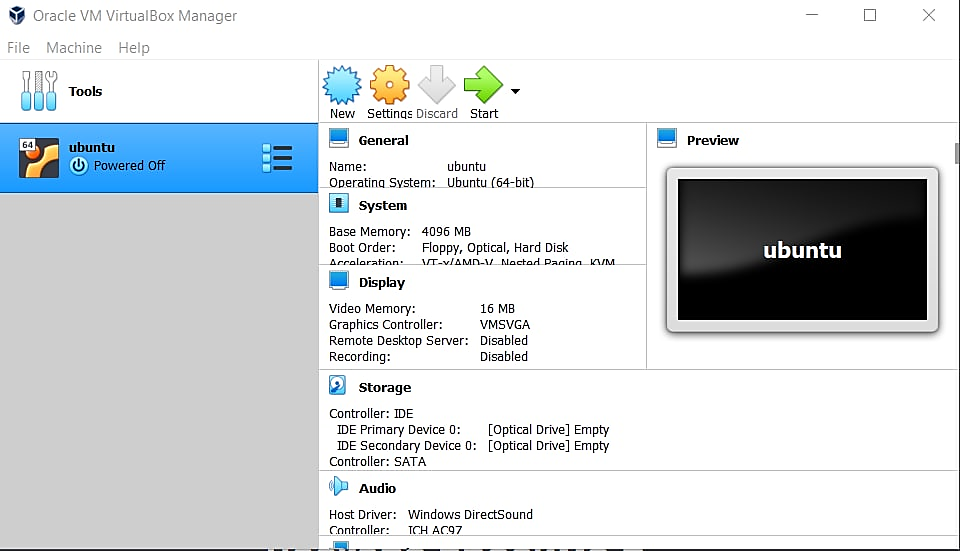 Oracle VM VirtualBox Manager
File Machine Help
Tools
New Settings Discard Start
64
ubuntu
Powered Off
General
Name: ubuntu
Operating System: Ubuntu (64-bit)
System
Base Memory: 4096 MB
Boot Order: Floppy, Optical, Hard Disk
Acceleration: VT-x/AMD-V, Nested Paging, KVM
Display
Video Memory: 16 MB
Graphics Controller: VMSVGA
Remote Desktop Server: Disabled
Recording: Disabled
Preview
ubuntu
Storage
Controller: IDE
IDE Primary Device 0: [Optical Drive] Empty
IDE Secondary Device 0: [Optical Drive] Empty
Controller: SATA
Audio
Host Driver: Windows DirectSound
Controller: ICH AC97